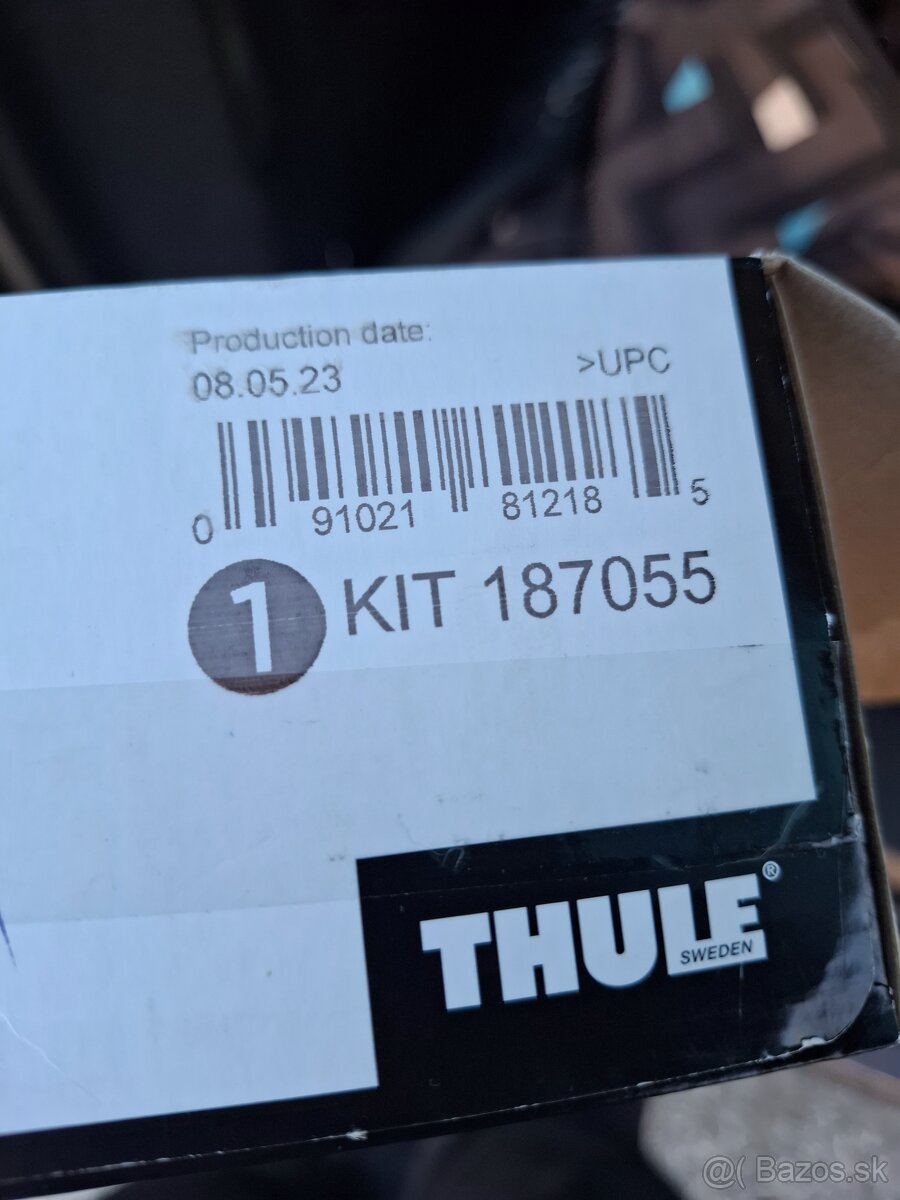 Production date:
08.05.23
>UPC
0 91021 81218 5
1 KIT 187055
THULE®
SWEDEN
@( Bazos.sk